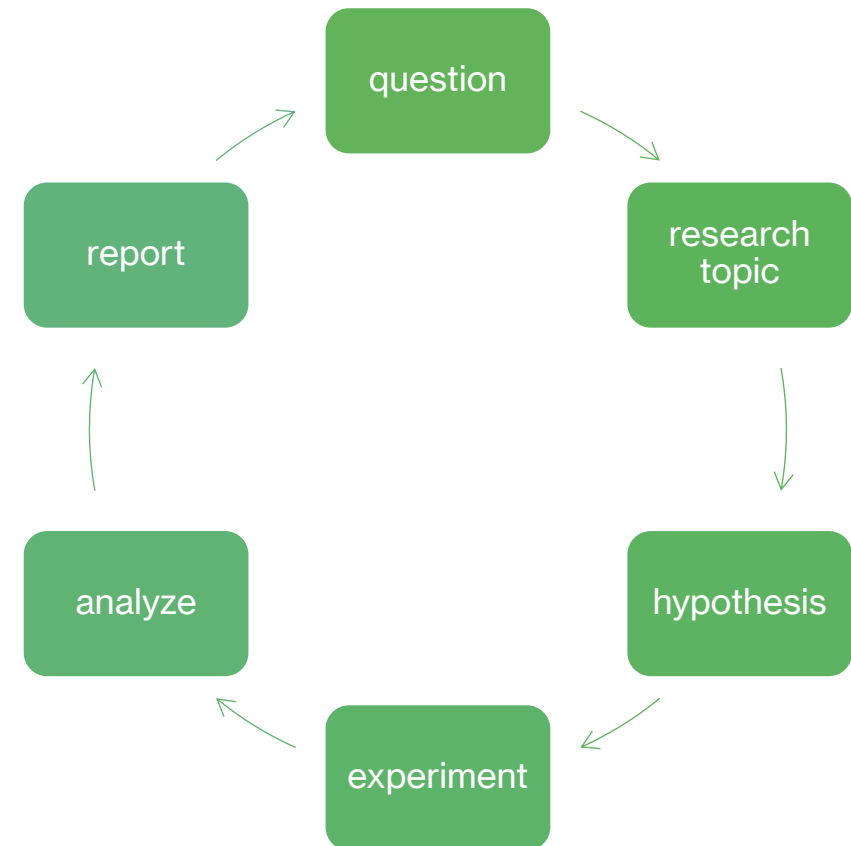 question
research
topic
hypothesis
experiment
analyze
report